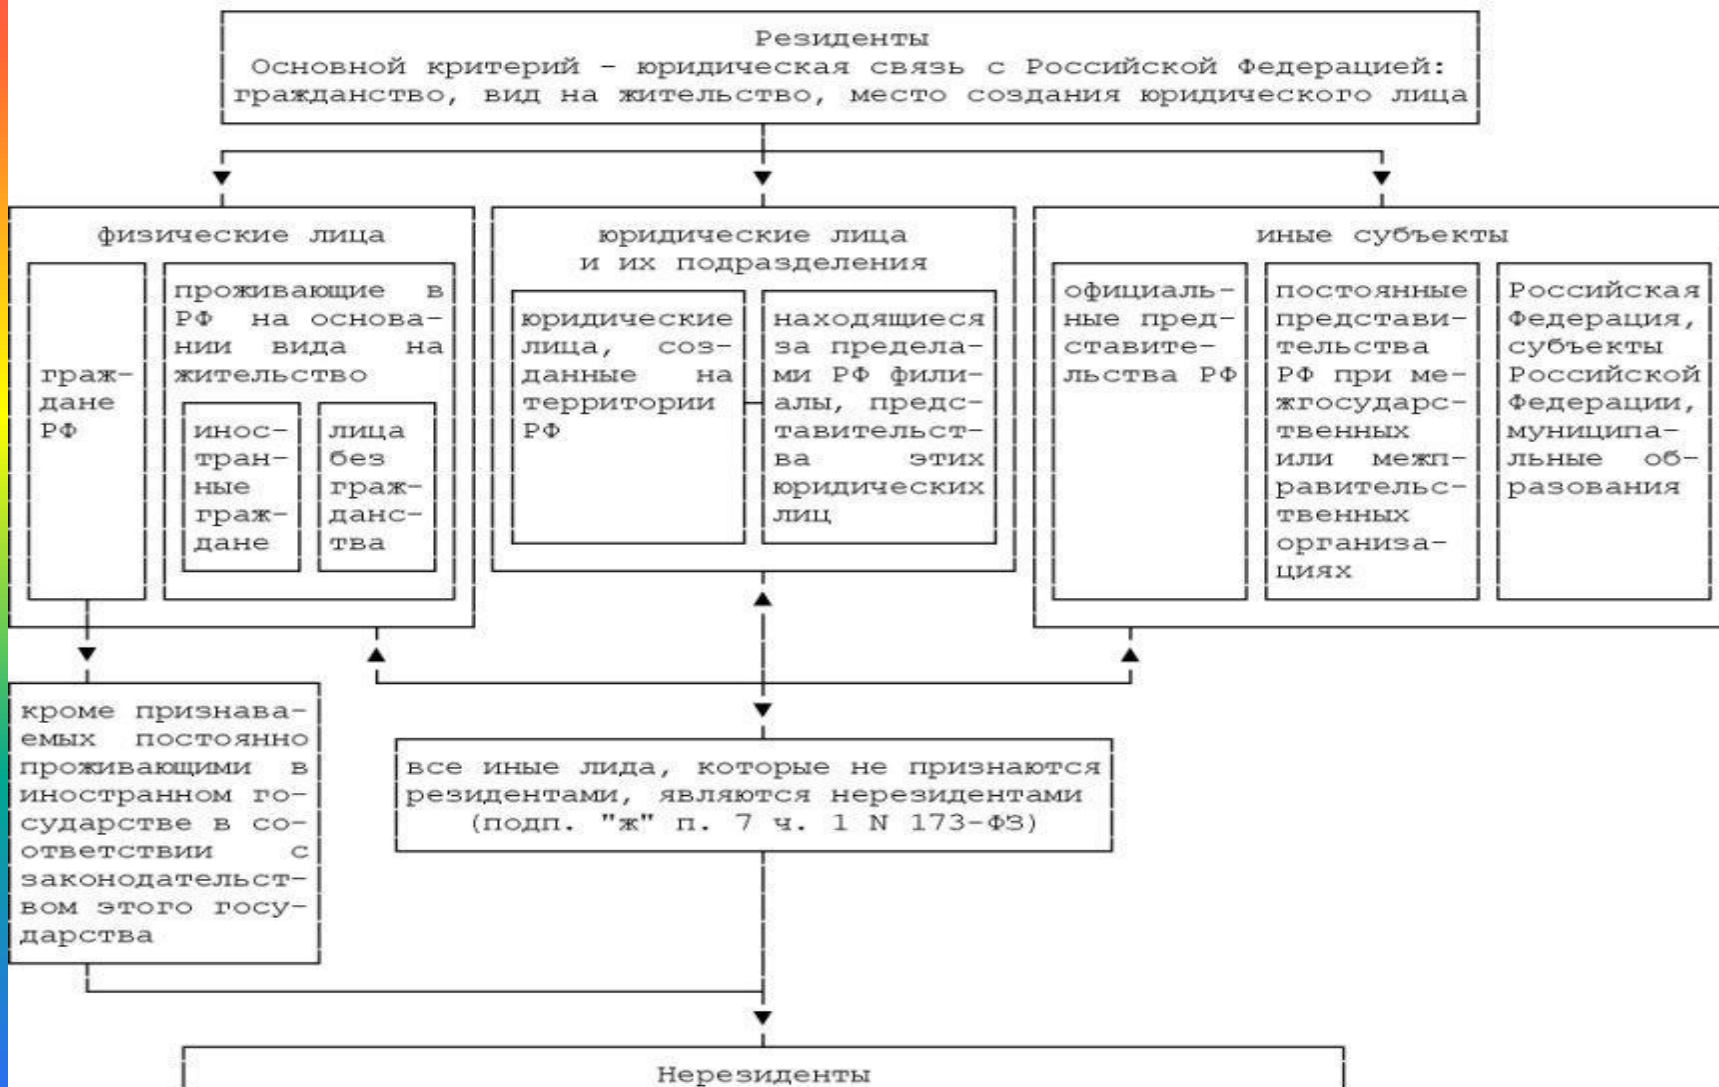 Резиденты
Основной критерий - юридическая связь с Российской Федерацией:
гражданство, вид на жительство, место создания юридического лица
физические лица
граж-
дане
РФ
проживающие в
РФ на основа-
нии вида на
жительство
инос-
тран-
ные
граж-
дане
лица
без
граж-
данс-
тва
юридические лица
и их подразделения
юридические
лица, соз-
данные на
территории
РФ
находящиеся
за предела-
ми РФ фили-
алы, предс-
тавительст-
ва этих
юридических
лиц
иные субъекты
официаль-
ные пред-
ставите-
льства РФ
постоянные
представи-
тельства
РФ при ме-
жгосударс-
твенных
или межп-
равительс-
твенных
организа-
циях
Российская
Федерация,
субъекты
Российской
Федерации,
муниципа-
льные об-
разования
кроме признава-
емых постоянно
проживающими в
иностранном го-
сударстве в со-
ответствии с
законодательст-
вом этого госу-
дарства
все иные лида, которые не признаются
резидентами, являются нерезидентами
(подп. "ж" п. 7 ч. 1 N 173-ФЗ)
Нерезиденты